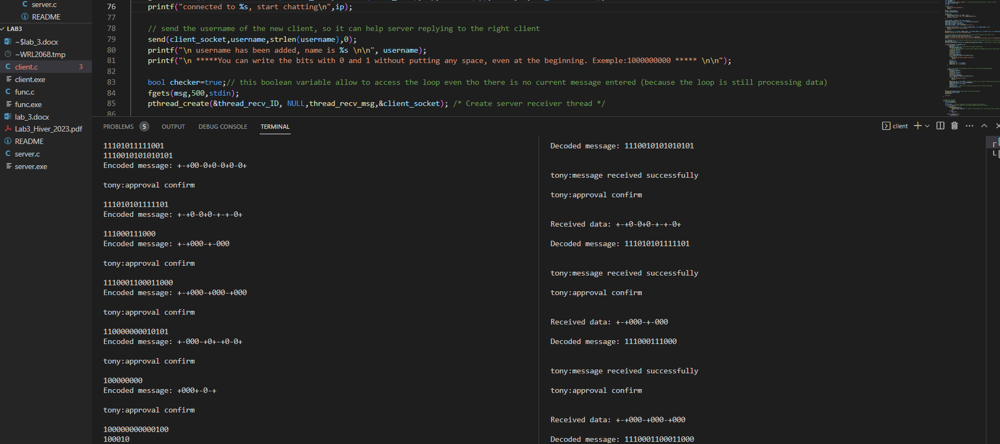 server.c
README
LAB3
~$lab_3.docx
~WRL2068.tmp
client.c 3
client.exe
func.c
func.exe
lab_3.docx
Lab3_Hiver_2023.pdf
README
server.c
server.exe
76 printf("connected to %s, start chatting\n",ip);
77
78 // send the username of the new client, so it can help server replying to the right client
79 send(client_socket,username,strlen(username),0);
80 printf("\n username has been added, name is %s \n\n", username);
81 printf("\n *****You can write the bits with 0 and 1 without putting any space, even at the beginning. Exemple:1000000000 ***** \n\n");
82
83 bool checker=true;// this boolean variable allow to access the loop even tho there is no current message entered (because the loop is still processing data)
84 fgets(msg,500,stdin);
85 pthread_create(&thread_recv_ID, NULL,thread_recv_msg,&client_socket); /* Create server receiver thread */
86
PROBLEMS 5 OUTPUT DEBUG CONSOLE TERMINAL
client
11101011111001
1110010101010101
Encoded message: +-+00-0+0-0+0-0+
tony:approval confirm
111010101111101
Encoded message: +-+0-0+0-+-+-0+
111000111000
Encoded message: +-+000-+-000
tony:approval confirm
1110001100011000
Encoded message: +-+000-+000-+000
tony:approval confirm
110000000010101
Encoded message: +-000-+0+-+0-0+
tony:approval confirm
100000000
Encoded message: +000+-0-+
tony:approval confirm
100000000000100
100010
Decoded message: 1110010101010101
tony:message received successfully
tony:approval confirm
Received data: +-+0-0+0-+-+-0+
Decoded message: 111010101111101
tony:message received successfully
tony:approval confirm
Received data: +-+000-+-000
Decoded message: 111000111000
tony:message received successfully
tony:approval confirm
Received data: +-+000-+000-+000
Decoded message: 1110001100011000